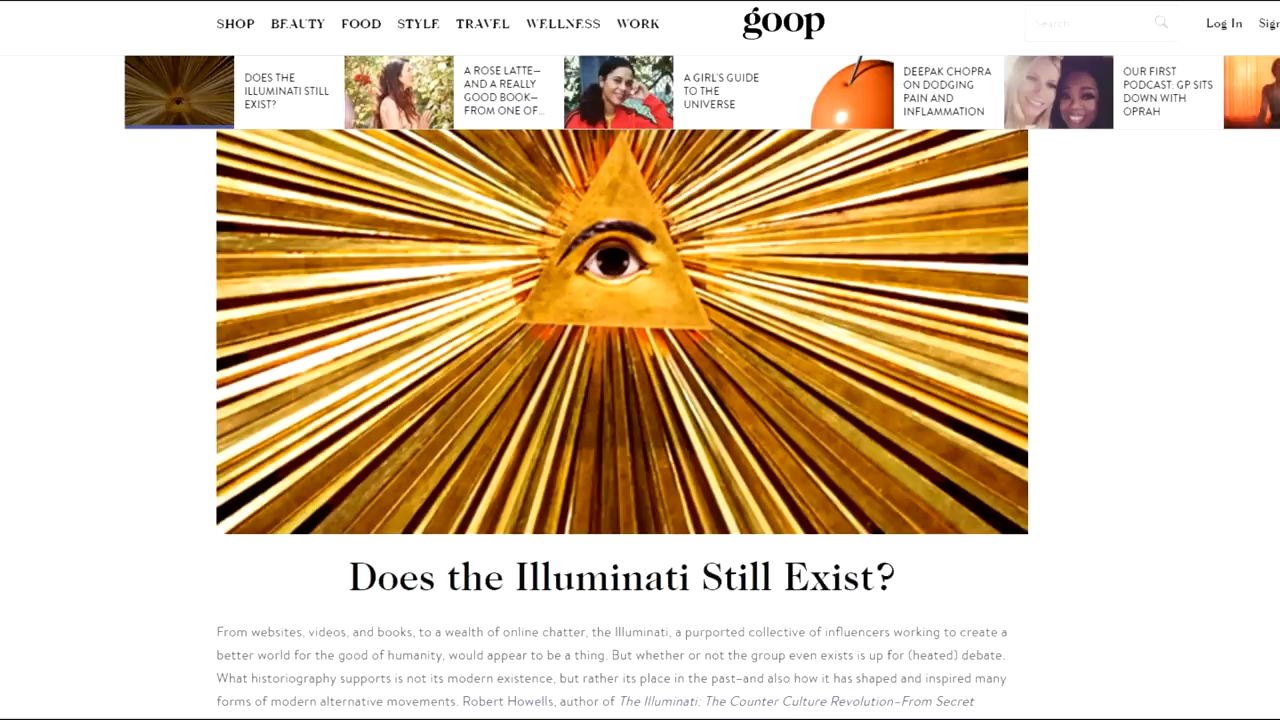 SHOP BEAUTY FOOD STYLE TRAVEL WELLNESS WORK goop Search Log In
DOES THE
ILLUMINATI STILL
EXIST?
A ROSE LATTE—
AND A REALLY
GOOD BOOK—
FROM ONE OF...
A GIRL'S GUIDE
TO THE
UNIVERSE
DEEPAK CHOPRA
ON DODGING
PAIN AND
INFLAMMATION
OUR FIRST
PODCAST: GP SITS
DOWN WITH
OPRAH
Does the Illuminati Still Exist?
From websites, videos, and books, to a wealth of online chatter, the Illuminati, a purported collective of influencers working to create a
better world for the good of humanity, would appear to be a thing. But whether or not the group even exists is up for (heated) debate.
What historiography supports is not its modern existence, but rather its place in the past–and also how it has shaped and inspired many
forms of modern alternative movements. Robert Howells, author of The Illuminati: The Counter Culture Revolution–From Secret